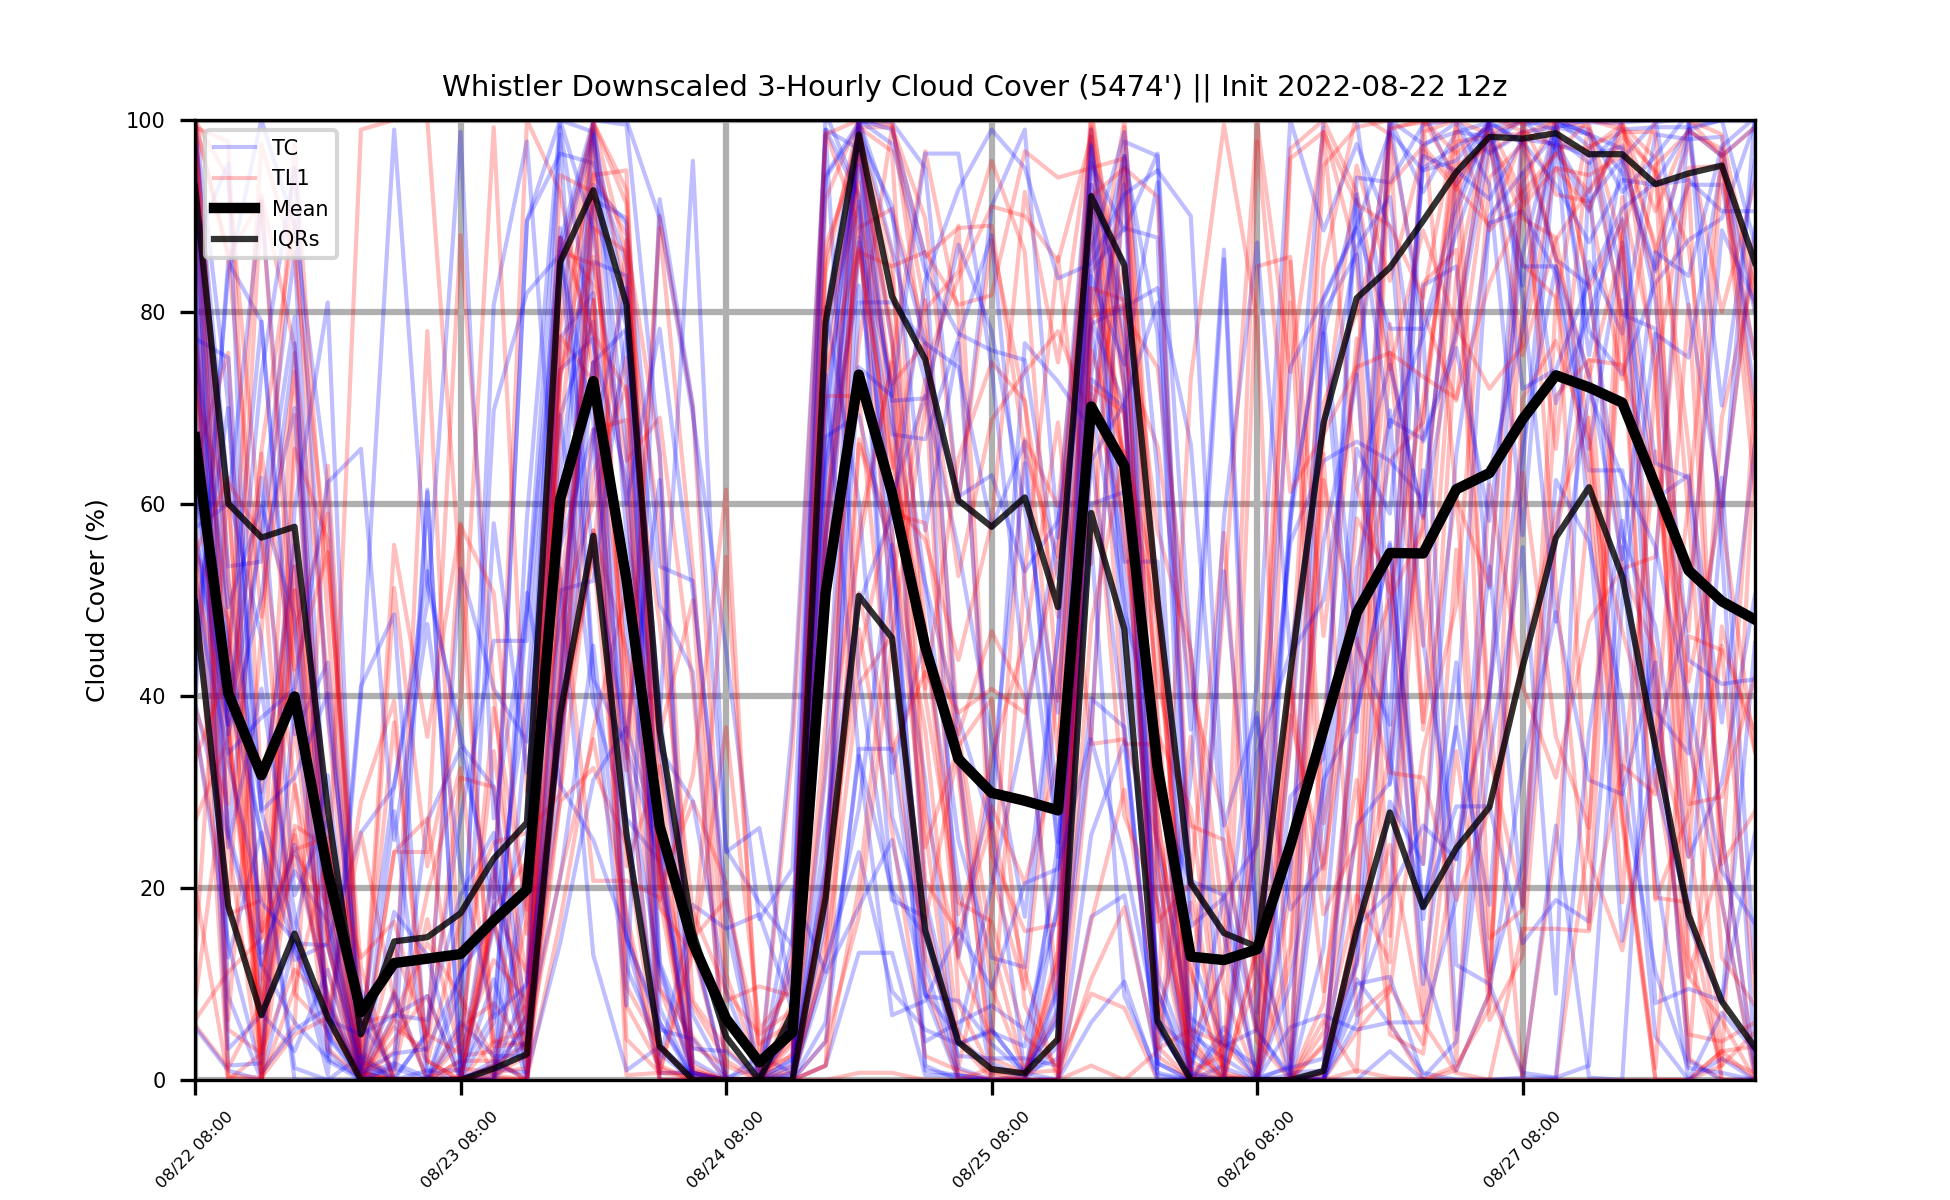 Whistler Downscaled 3-Hourly Cloud Cover (5474') || Init 2022-08-22 12z
Cloud Cover (%)
100
80
60
40
20
0
TC
TL1
Mean
IQRs
08/22 08:00
08/23 08:00
08/24 08:00
08/25 08:00
08/26 08:00
08/27 08:00